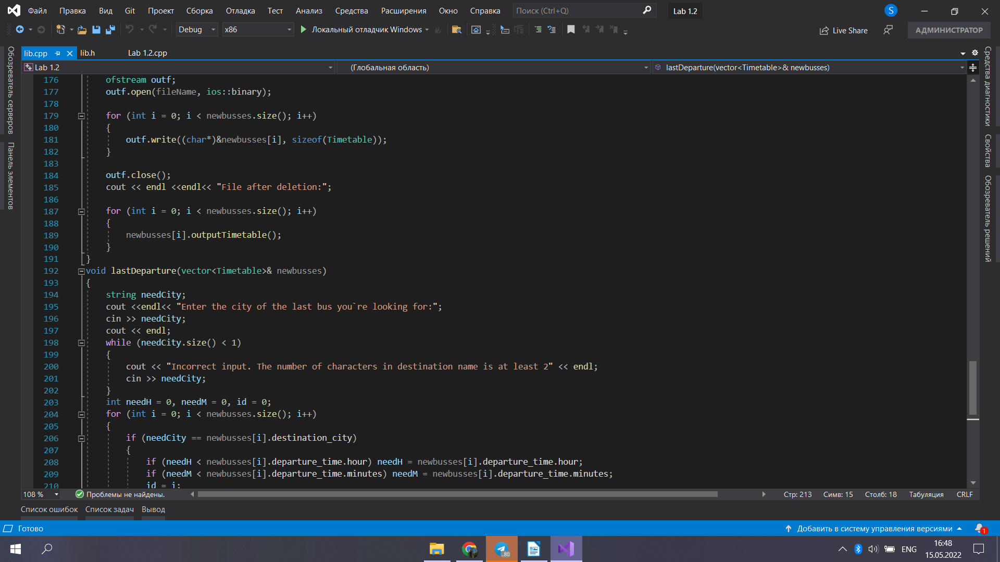 Файл Правка Вид Git Проект Сборка Отладка Тест Анализ Средства Расширения Окно Справка Поиск (Ctrl+Q) Lab 1.2 S
Debug x86 Локальный отладчик Windows Live Share АДМИНИСТРАТОР
lib.cpp lib.h Lab 1.2.cpp
Lab 1.2 (Глобальная область) lastDeparture(vector<Timetable>& newbusses)
Обозреватель серверов
Панель элементов
176 ofstream outf;
177 outf.open(fileName, ios::binary);
178
179 for (int i = 0; i < newbusses.size(); i++)
180 {
181 outf.write((char*)&newbusses[i], sizeof(Timetable));
182 }
183
184 outf.close();
185 cout << endl <<endl<< "File after deletion:";
186
187 for (int i = 0; i < newbusses.size(); i++)
188 {
189 newbusses[i].outputTimetable();
190 }
191 }
192 void lastDeparture(vector<Timetable>& newbusses)
193 {
194 string needCity;
195 cout <<endl<< "Enter the city of the last bus you`re looking for:";
196 cin >> needCity;
197 cout << endl;
198 while (needCity.size() < 1)
199 {
200 cout << "Incorrect input. The number of characters in destination name is at least 2" << endl;
201 cin >> needCity;
202 }
203 int needH = 0, needM = 0, id = 0;
204 for (int i = 0; i < newbusses.size(); i++)
205 {
206 if (needCity == newbusses[i].destination_city)
207 {
208 if (needH < newbusses[i].departure_time.hour) needH = newbusses[i].departure_time.hour;
209 if (needM < newbusses[i].departure_time.minutes) needM = newbusses[i].departure_time.minutes;
210 id = i;
Средства диагностики
Свойства
Обозреватель решений
108 % Проблемы не найдены. Стр: 213 Симв: 15 Столб: 18 Табуляция CRLF
Список ошибок Список задач Вывод
Готово Добавить в систему управления версиями 1
..80 ENG 16:48
15.05.2022